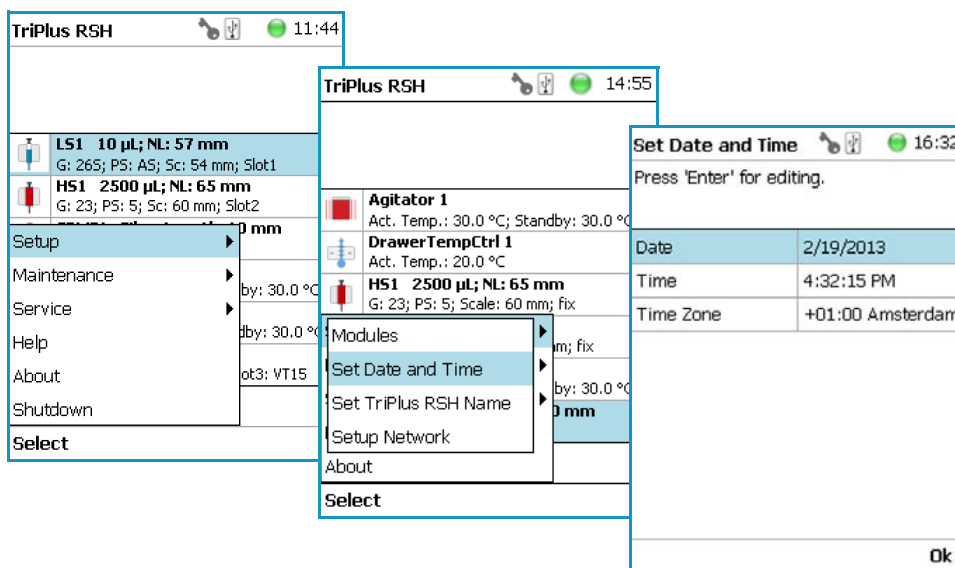 TriPlus RSH 11:44
LS1 10 µL; NL: 57 mm
G: 26S; PS: A5; Sc: 54 mm; Slot1
HS1 2500 µL; NL: 65 mm
G: 23; PS: 5; Sc: 60 mm; Slot2
0 mm
Setup
Maintenance
by: 30.0 °C
Service
dby: 30.0 °C
Help
About
ot3: VT15
Shutdown
Select
TriPlus RSH 14:55
Agitator 1
Act. Temp.: 30.0 °C; Standby: 30.0 °C
DrawerTempCtrl 1
Act. Temp.: 20.0 °C
HS1 2500 µL; NL: 65 mm
G: 23; PS: 5; Scale: 60 mm; fix
Modules
m; fix
Set Date and Time
by: 30.0 °C
Set TriPlus RSH Name
0 mm
Setup Network
About
Select
Set Date and Time 16:32
Press 'Enter' for editing.
Date 2/19/2013
Time 4:32:15 PM
Time Zone +01:00 Amsterdam
Ok